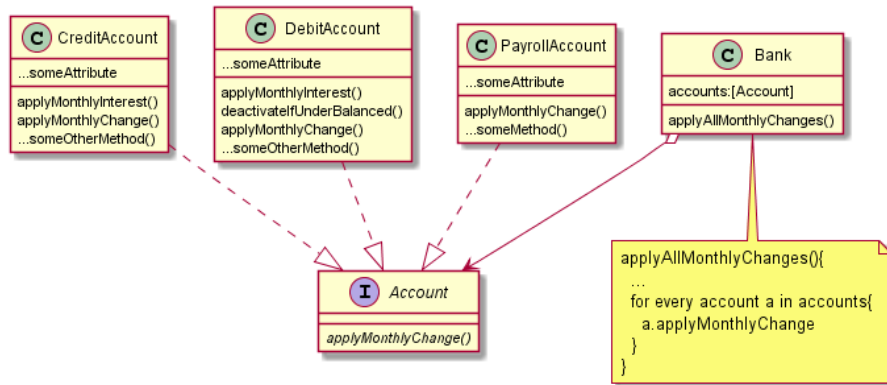 C CreditAccount
...someAttribute
applyMonthlyInterest()
applyMonthlyChange()
...someOtherMethod()
C DebitAccount
...someAttribute
applyMonthlyInterest()
deactivateIfUnderBalanced()
applyMonthlyChange()
...someOtherMethod()
C PayrollAccount
...someAttribute
applyMonthlyChange()
...someMethod()
C Bank
accounts:[Account]
applyAllMonthlyChanges()
I Account
applyMonthlyChange()
applyAllMonthlyChanges(){
...
for every account a in accounts{
a.applyMonthlyChange
}
}